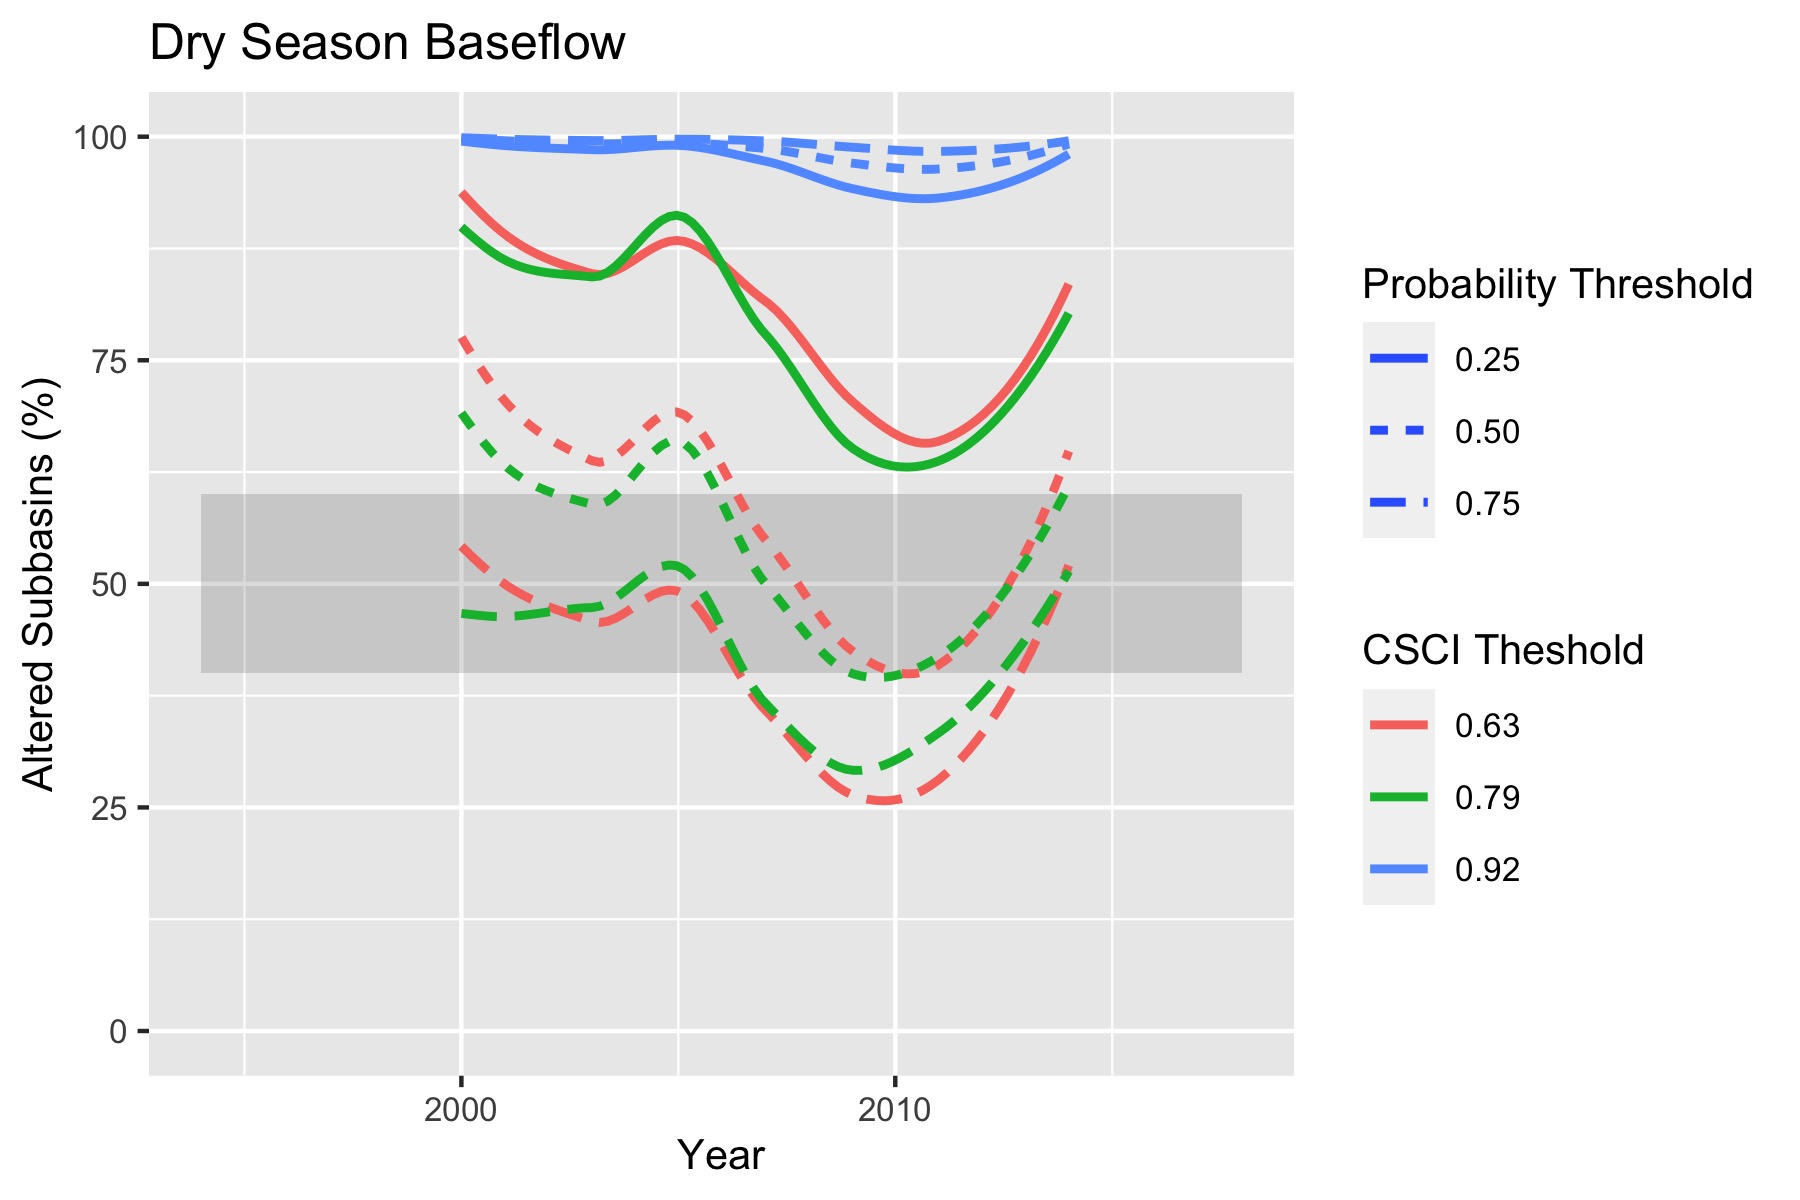 Dry Season Baseflow
Altered Subbasins (%)
100
75
50
25
0
2000
2010
Year
Probability Threshold
0.25
0.50
0.75
CSCI Theshold
0.63
0.79
0.92